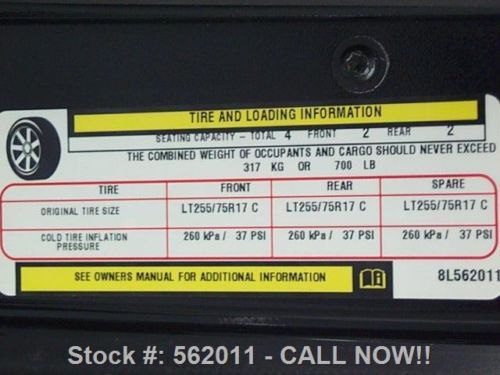 TIRE AND LOADING INFORMATION
SEATING CAPACITY - TOTAL 4 FRONT 2 REAR 2
THE COMBINED WEIGHT OF OCCUPANTS AND CARGO SHOULD NEVER EXCEED
317 KG OR 700 LB
TIRE FRONT REAR SPARE
ORIGINAL TIRE SIZE LT255/75R17 C LT255/75R17 C LT255/75R17 C
COLD TIRE INFLATION PRESSURE 260 kPa / 37 PSI 260 kPa / 37 PSI 260 kPa / 37 PSI
SEE OWNERS MANUAL FOR ADDITIONAL INFORMATION 8L562011
Stock #: 562011 - CALL NOW!!